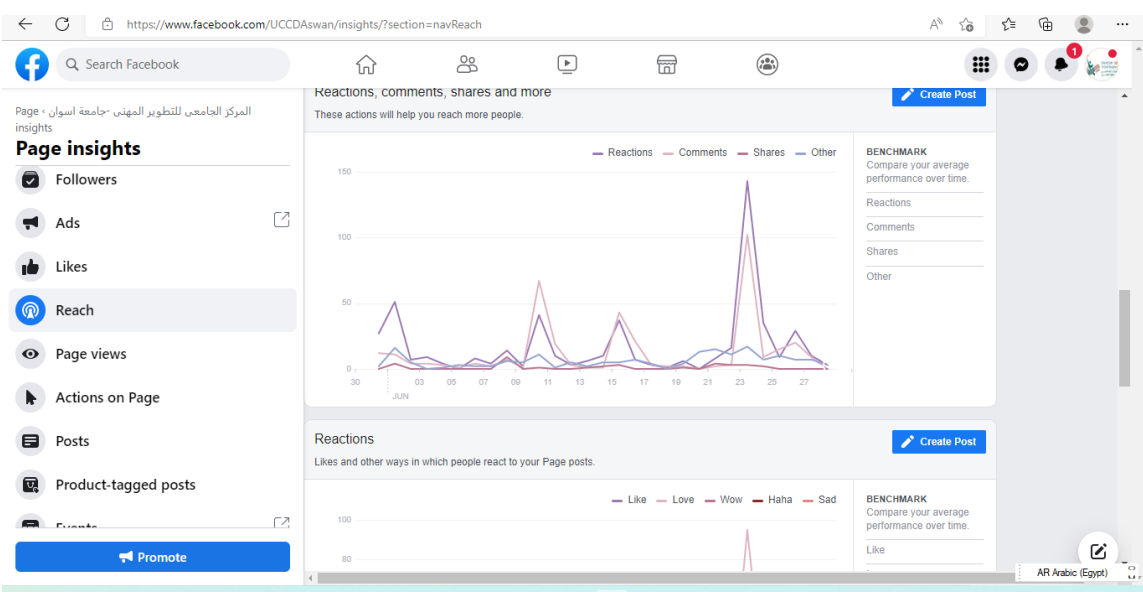 https://www.facebook.com/UCCDAswan/insights/?section=navReach
Search Facebook
1
المركز الجامعى للتطوير المهنى -جامعة اسوان › Page
insights
Page insights
Followers
Ads
Likes
Reach
Page views
Actions on Page
Posts
Product-tagged posts
Events
Promote
Reactions, comments, shares and more
These actions will help you reach more people.
Create Post
Reactions Comments Shares Other
150
100
50
0
30 03 05 07 09 11 13 15 17 19 21 23 25 27
JUN
BENCHMARK
Compare your average
performance over time.
Reactions
Comments
Shares
Other
Reactions
Likes and other ways in which people react to your Page posts.
Create Post
Like Love Wow Haha Sad
100
80
BENCHMARK
Compare your average
performance over time.
Like
AR Arabic (Egypt)